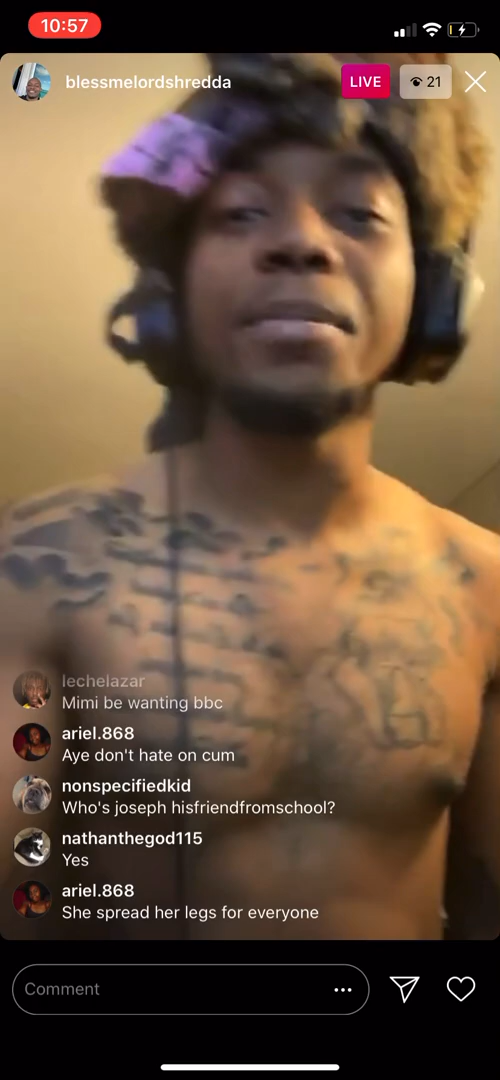 10:57
blessmelordshredda
LIVE
21
lechelazar
Mimi be wanting bbc
ariel.868
Aye don't hate on cum
nonspecifiedkid
Who's joseph hisfriendfromschool?
nathanthegod115
Yes
ariel.868
She spread her legs for everyone
Comment